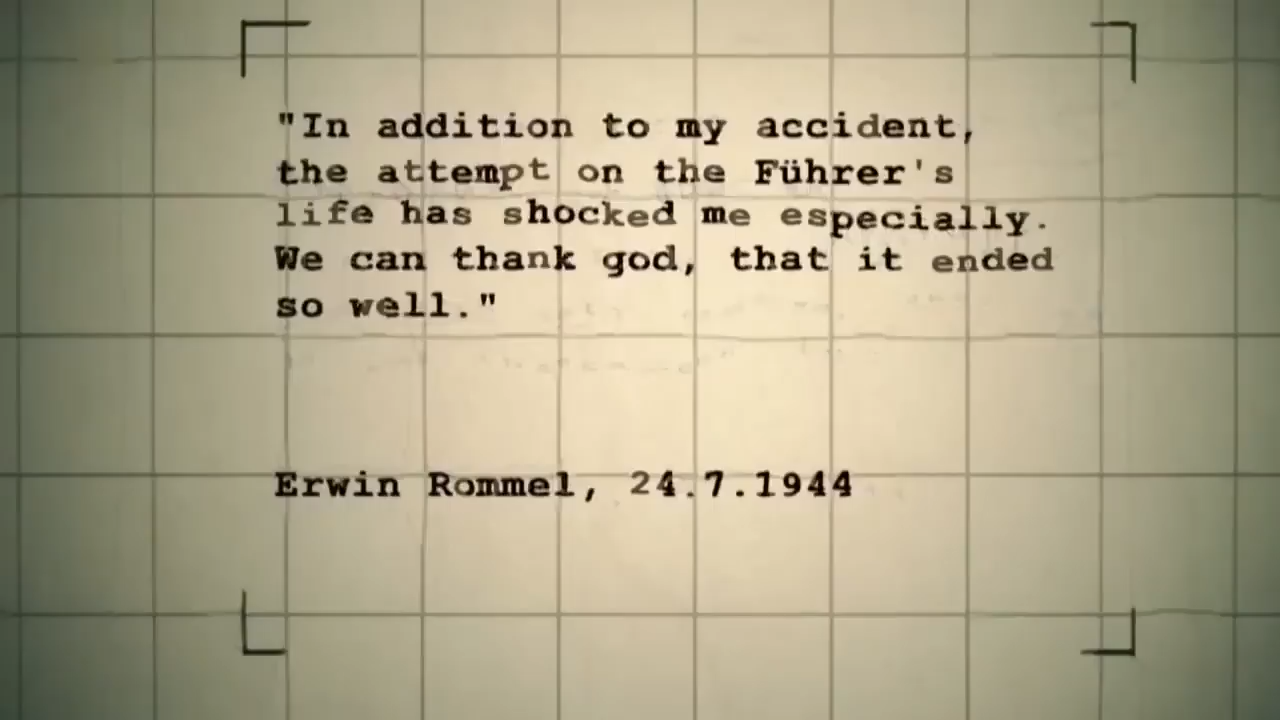 "In addition to my accident,
the attempt on the Führer's
life has shocked me especially.
We can thank god, that it ended
so well."
Erwin Rommel, 24.7.1944